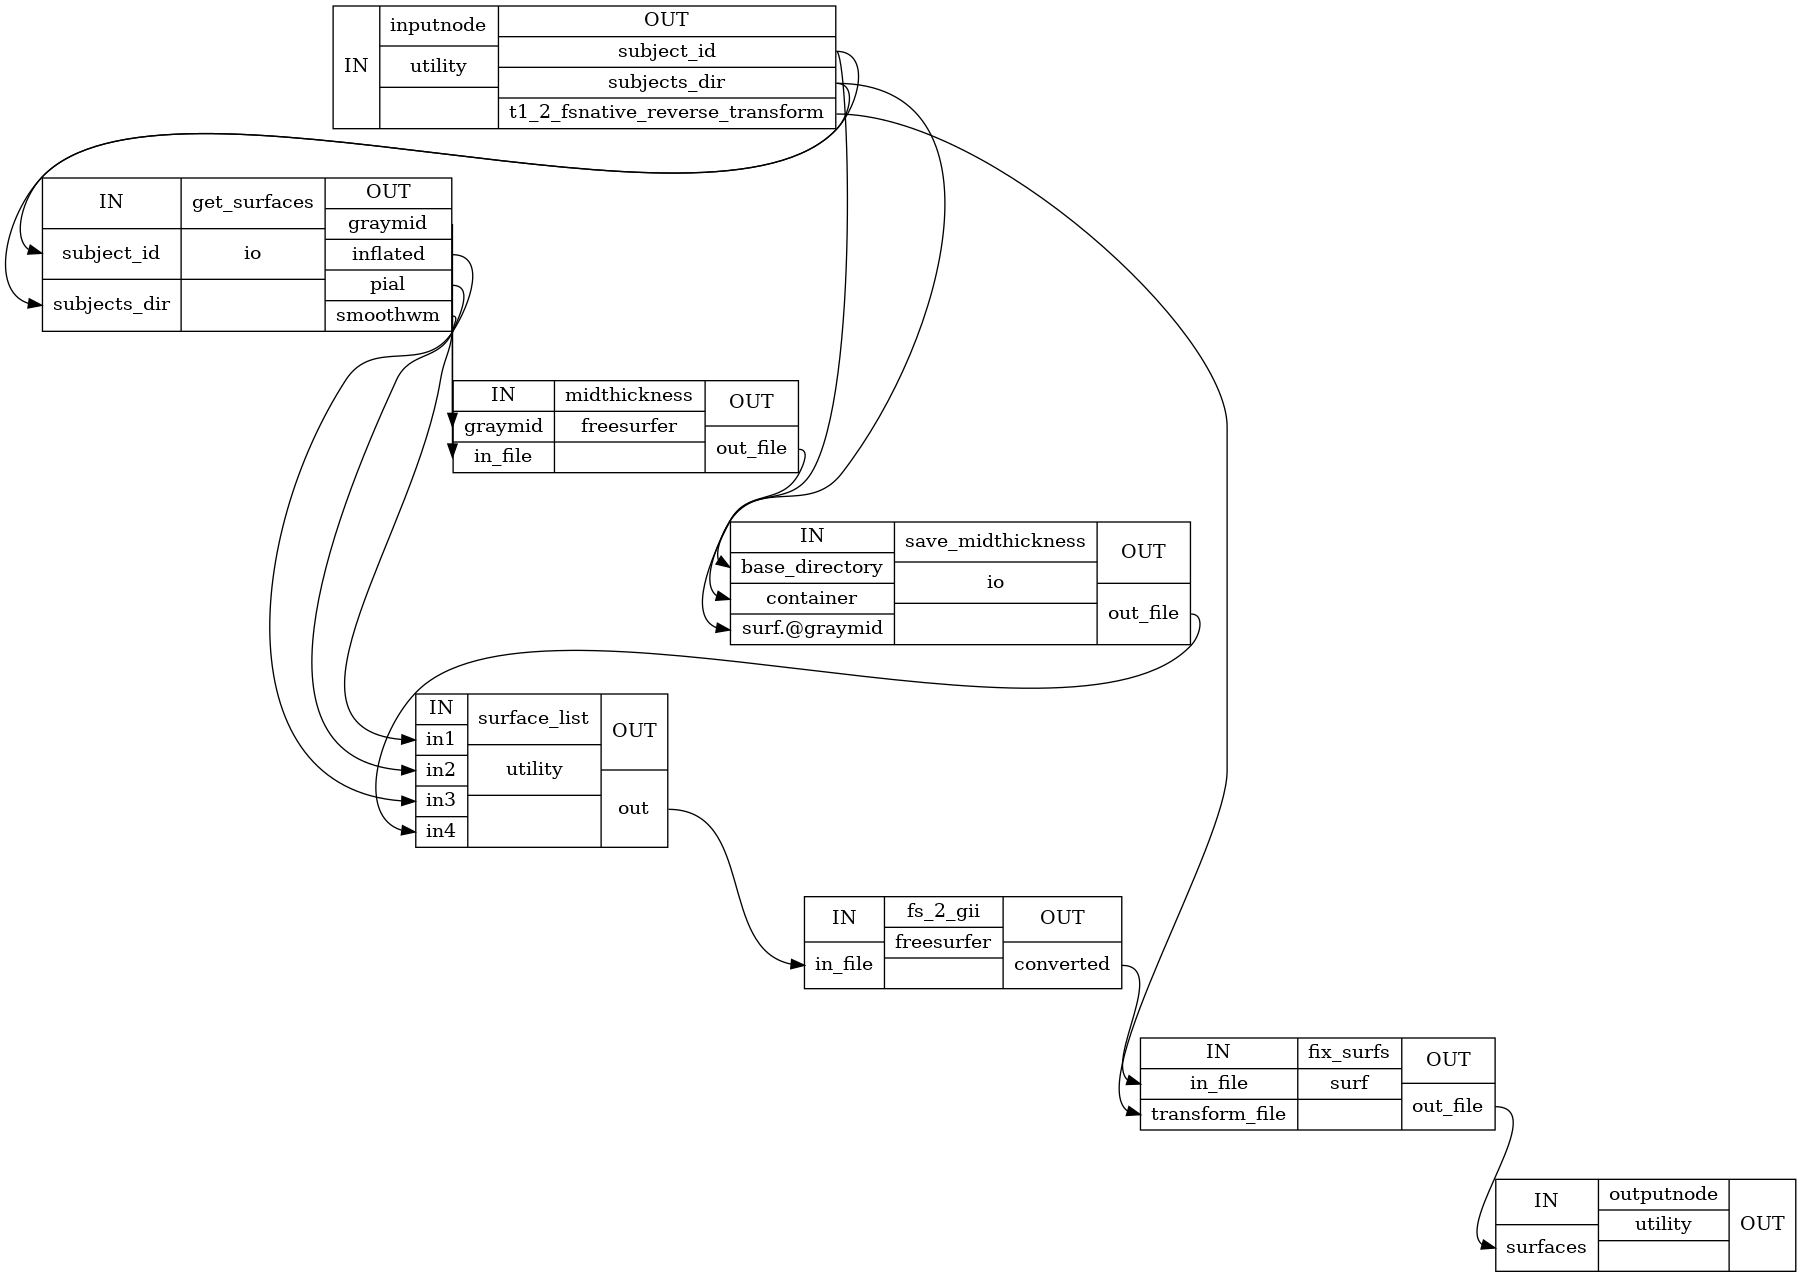 IN
inputnode
utility
OUT
subject_id
subjects_dir
t1_2_fsnative_reverse_transform
IN
subject_id
subjects_dir
get_surfaces
io
OUT
graymid
inflated
pial
smoothwm
IN
graymid
in_file
midthickness
freesurfer
OUT
out_file
IN
base_directory
container
surf.@graymid
save_midthickness
io
OUT
out_file
IN
in1
in2
in3
in4
surface_list
utility
OUT
out
IN
in_file
fs_2_gii
freesurfer
OUT
converted
IN
in_file
transform_file
fix_surfs
surf
OUT
out_file
IN
surfaces
outputnode
utility
OUT